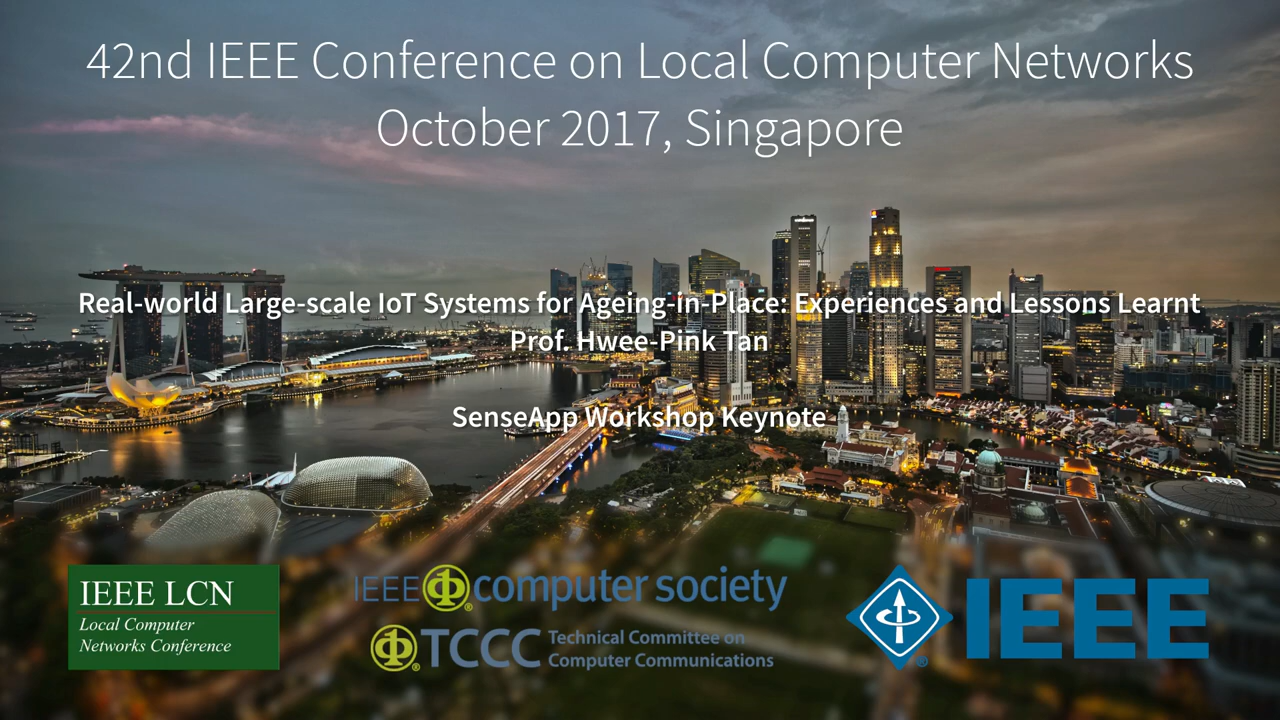 42nd IEEE Conference on Local Computer Networks
October 2017, Singapore
Real-world Large-scale IoT Systems for Ageing-in-Place: Experiences and Lessons Learnt
Prof. Hwee-Pink Tan
SenseApp Workshop Keynote
IEEE LCN
Local Computer
Networks Conference
IEEE computer society
TCCC Technical Committee on
Computer Communications
IEEE